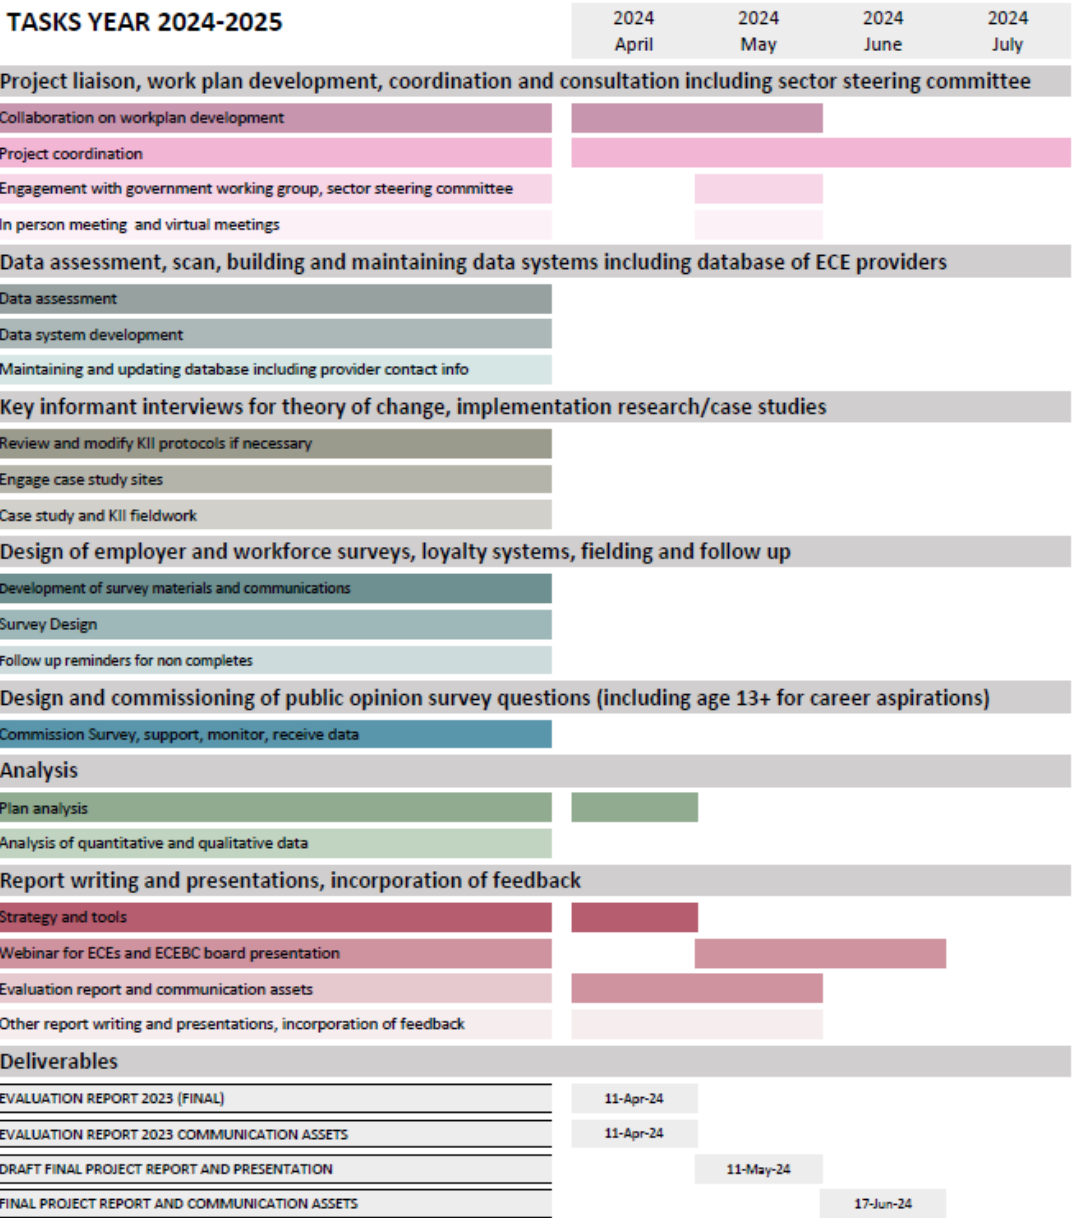 TASKS YEAR 2024-2025
2024 2024 2024 2024
April May June July
Project liaison, work plan development, coordination and consultation including sector steering committee
Collaboration on workplan development
Project coordination
Engagement with government working group, sector steering committee
In person meeting and virtual meetings
Data assessment, scan, building and maintaining data systems including database of ECE providers
Data assessment
Data system development
Maintaining and updating database including provider contact info
Key informant interviews for theory of change, implementation research/case studies
Review and modify KII protocols if necessary
Engage case study sites
Case study and KII fieldwork
Design of employer and workforce surveys, loyalty systems, fielding and follow up
Development of survey materials and communications
Survey Design
Follow up reminders for non completes
Design and commissioning of public opinion survey questions (including age 13+ for career aspirations)
Commission Survey, support, monitor, receive data
Analysis
Plan analysis
Analysis of quantitative and qualitative data
Report writing and presentations, incorporation of feedback
Strategy and tools
Webinar for ECEs and ECEBC board presentation
Evaluation report and communication assets
Other report writing and presentations, incorporation of feedback
Deliverables
EVALUATION REPORT 2023 (FINAL) 11-Apr-24
EVALUATION REPORT 2023 COMMUNICATION ASSETS 11-Apr-24
DRAFT FINAL PROJECT REPORT AND PRESENTATION 11-May-24
FINAL PROJECT REPORT AND COMMUNICATION ASSETS 17-Jun-24